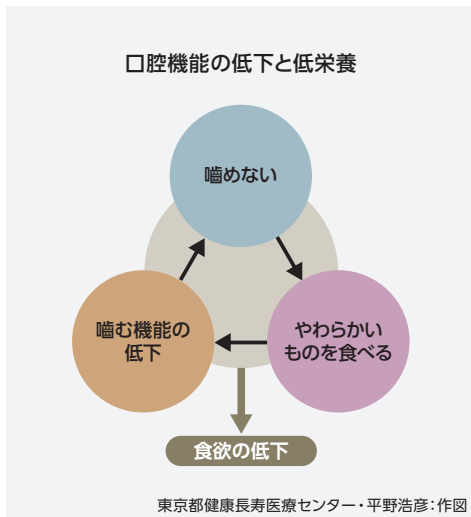 口腔機能の低下と低栄養
噛めない
噛む機能の
低下
やわらかい
ものを食べる
食欲の低下
東京都健康長寿医療センター・平野浩彦：作図